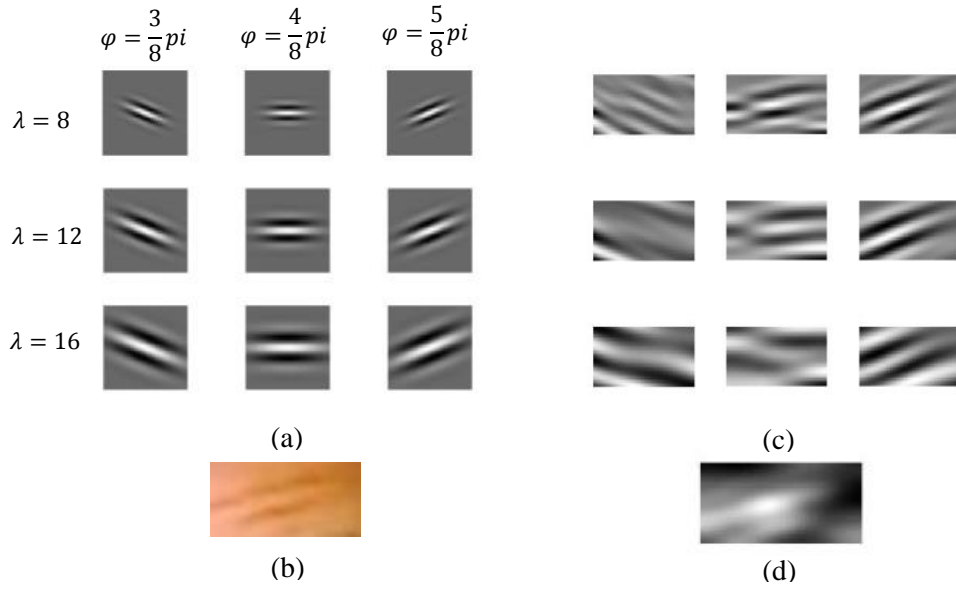 φ = 3/8 pi φ = 4/8 pi φ = 5/8 pi
λ = 8
λ = 12
λ = 16
(a) (c)
(b) (d)